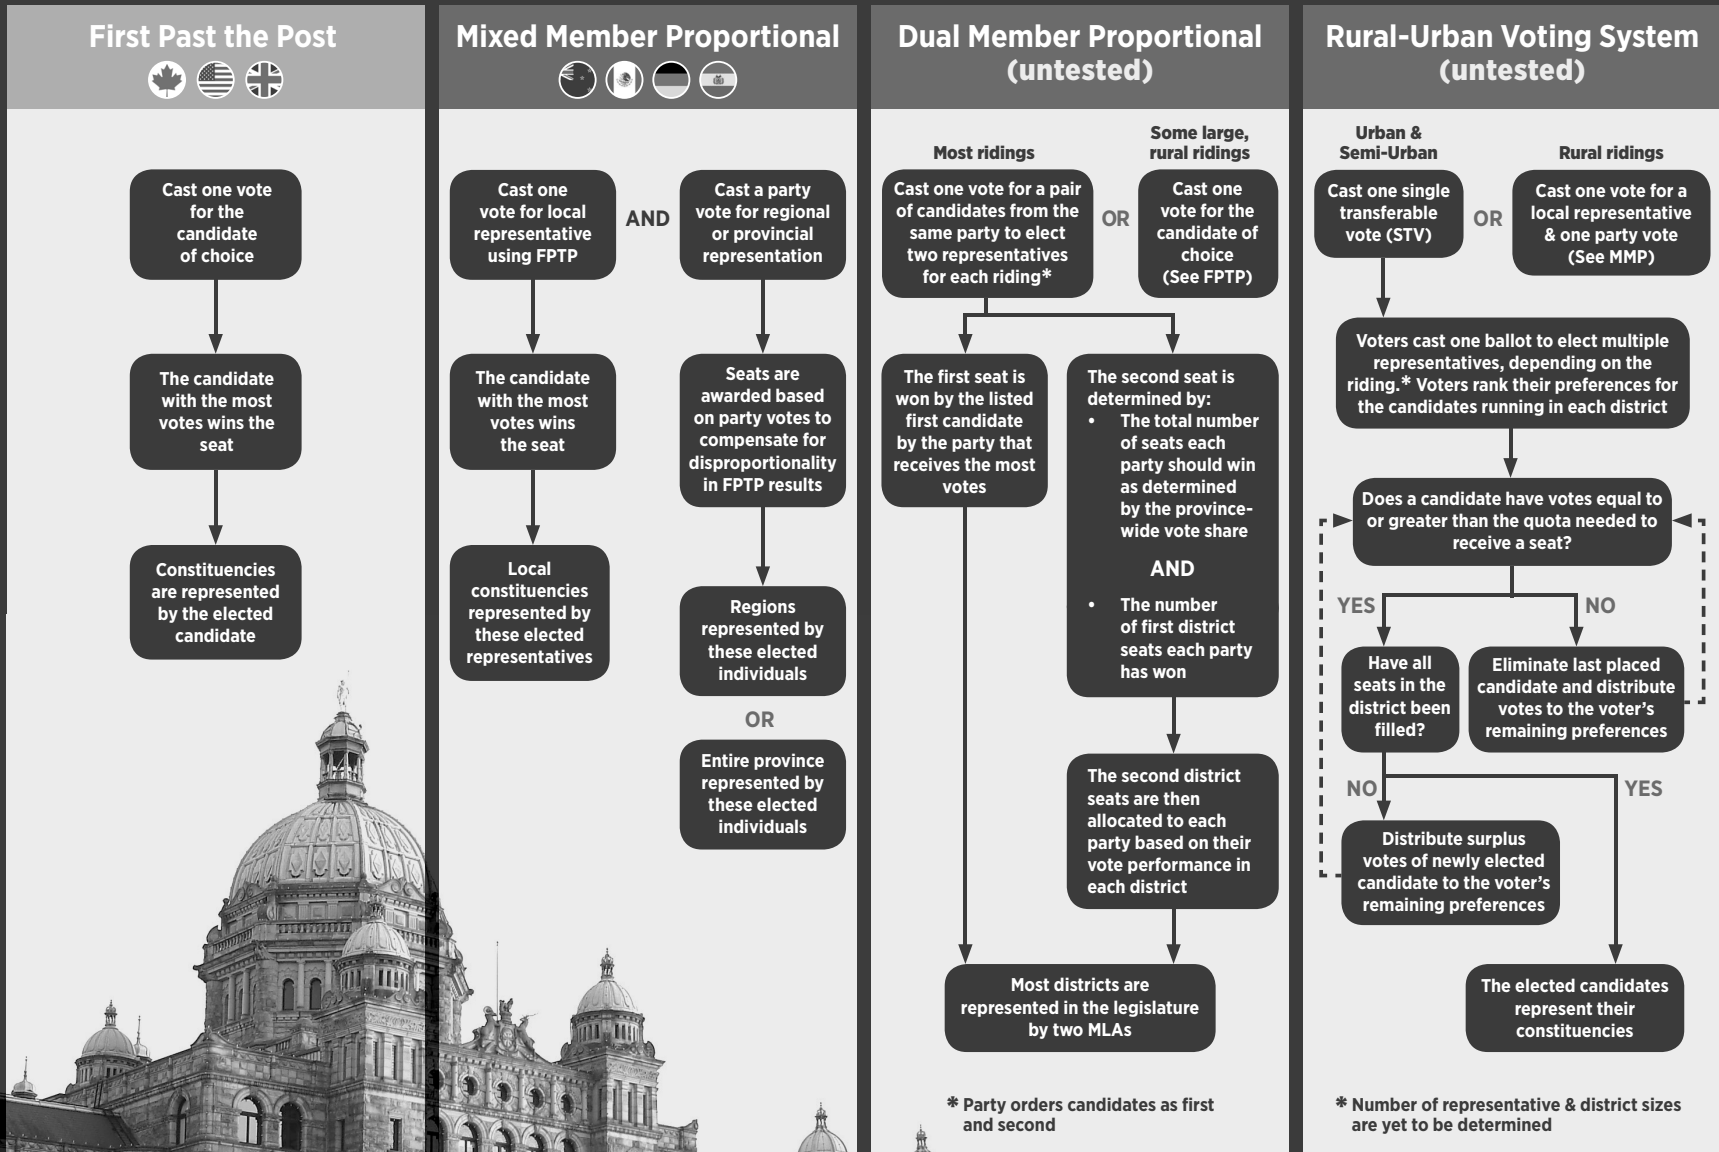 First Past the Post
Cast one vote
for the
candidate
of choice
The candidate
with the most
votes wins the
seat
Constituencies
are represented
by the elected
candidate
Mixed Member Proportional
Cast one
vote for local
representative
using FPTP
AND
Cast a party
vote for regional
or provincial
representation
The candidate
with the most
votes wins
the seat
Seats are
awarded based
on party votes to
compensate for
disproportionality
in FPTP results
Local
constituencies
represented by
these elected
representatives
Regions
represented by
these elected
individuals
OR
Entire province
represented by
these elected
individuals
Dual Member Proportional
(untested)
Most ridings
Some large,
rural ridings
Cast one vote for a pair
of candidates from the
same party to elect
two representatives
for each riding*
OR
Cast one
vote for the
candidate of
choice
(See FPTP)
The first seat is
won by the listed
first candidate
by the party that
receives the most
votes
The second seat is
determined by:
• The total number
of seats each
party should win
as determined
by the province-
wide vote share
AND
• The number
of first district
seats each party
has won
The second district
seats are then
allocated to each
party based on their
vote performance in
each district
Most districts are
represented in the legislature
by two MLAs
* Party orders candidates as first
and second
Rural-Urban Voting System
(untested)
Urban &
Semi-Urban
Rural ridings
Cast one single
transferable
vote (STV)
OR
Cast one vote for a
local representative
& one party vote
(See MMP)
Voters cast one ballot to elect multiple
representatives, depending on the
riding.* Voters rank their preferences for
the candidates running in each district
Does a candidate have votes equal to
or greater than the quota needed to
receive a seat?
YES
NO
Have all
seats in the
district been
filled?
Eliminate last placed
candidate and distribute
votes to the voter's
remaining preferences
NO
YES
Distribute surplus
votes of newly elected
candidate to the voter's
remaining preferences
The elected candidates
represent their
constituencies
* Number of representative & district sizes
are yet to be determined